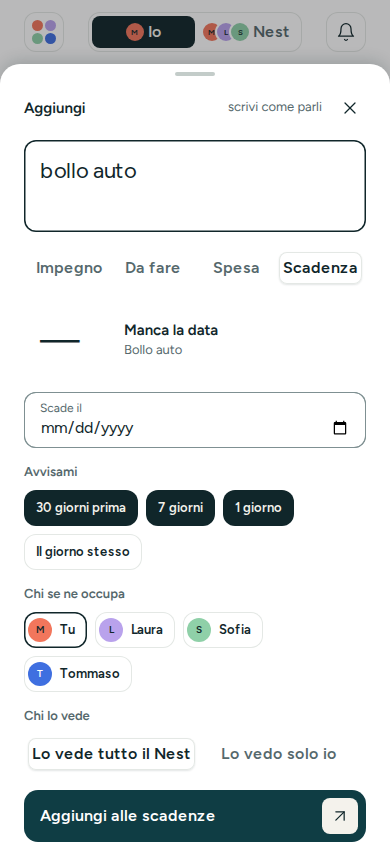 M Io M L S Nest
Aggiungi scrivi come parli
bollo auto
Impegno Da fare Spesa Scadenza
Manca la data
Bollo auto
Scade il
mm/dd/yyyy
Avvisami
30 giorni prima 7 giorni 1 giorno
Il giorno stesso
Chi se ne occupa
M Tu L Laura S Sofia
T Tommaso
Chi lo vede
Lo vede tutto il Nest Lo vedo solo io
Aggiungi alle scadenze